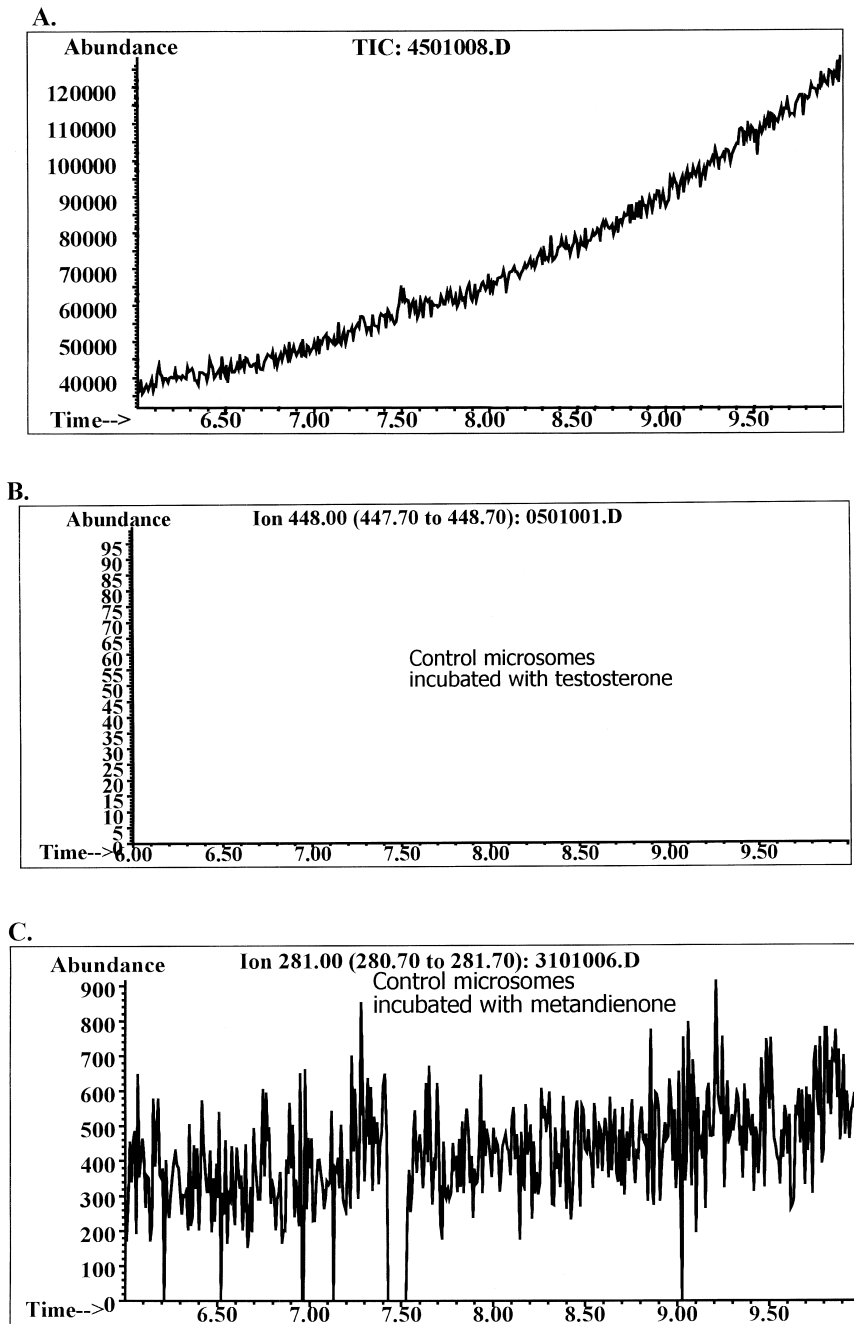 A.
Abundance
TIC: 4501008.D
120000
110000
100000
90000
80000
70000
60000
50000
40000
Time-->
6.50 7.00 7.50 8.00 8.50 9.00 9.50
B.
Abundance
Ion 448.00 (447.70 to 448.70): 0501001.D
95
90
85
80
75
70
65
60
55
50
45
40
35
30
25
20
15
10
5
0
Control microsomes
incubated with testosterone
Time-->
6.00 6.50 7.00 7.50 8.00 8.50 9.00 9.50
C.
Abundance
Ion 281.00 (280.70 to 281.70): 3101006.D
Control microsomes
incubated with metandienone
900
800
700
600
500
400
300
200
100
0
Time-->
6.50 7.00 7.50 8.00 8.50 9.00 9.50